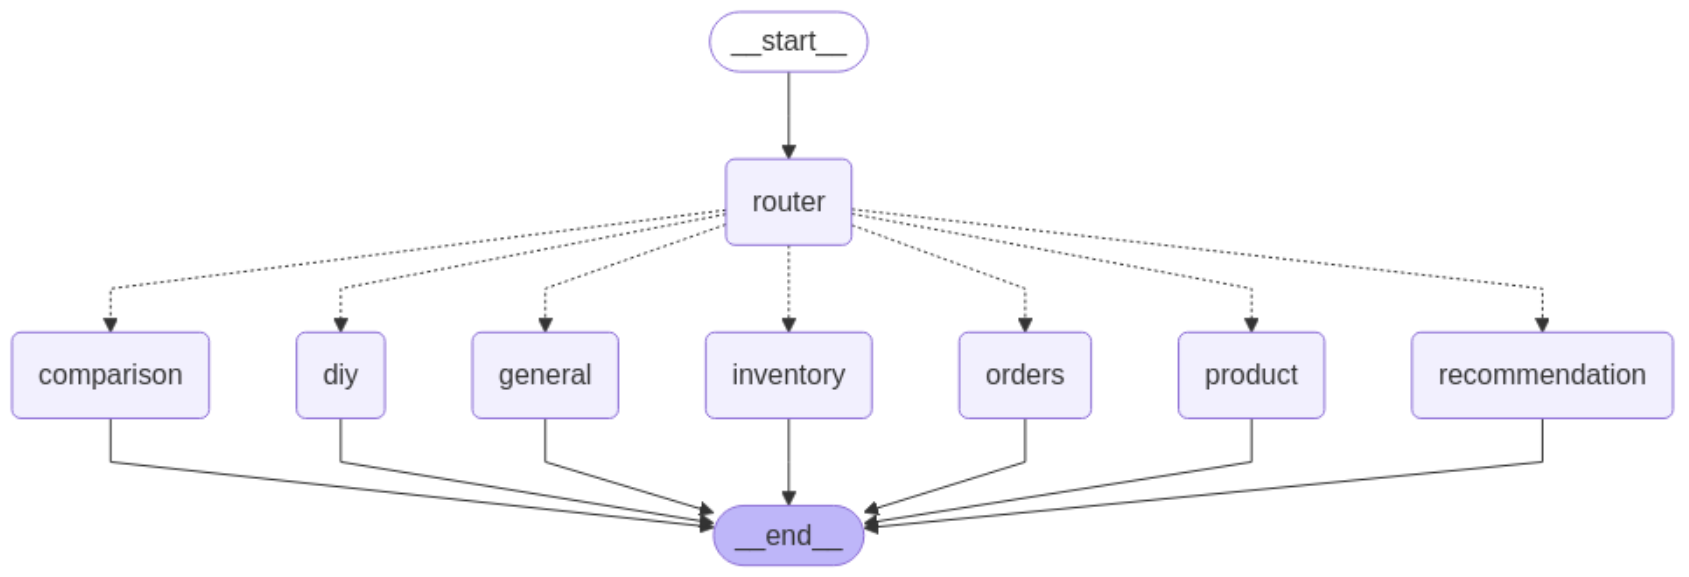 __start__
router
comparison
diy
general
inventory
orders
product
recommendation
__end__